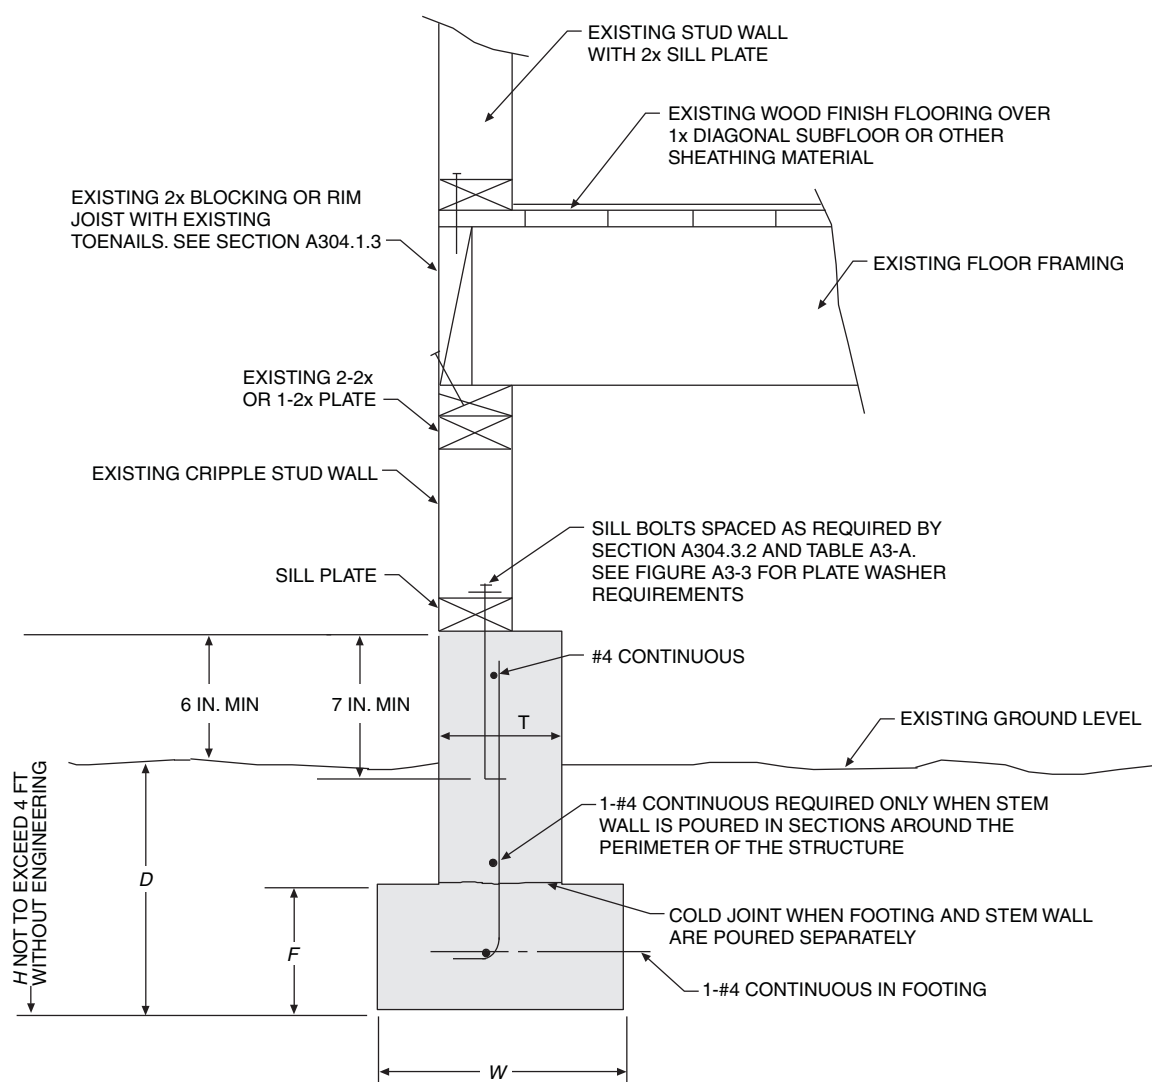 EXISTING STUD WALL
WITH 2x SILL PLATE
EXISTING WOOD FINISH FLOORING OVER
1x DIAGONAL SUBFLOOR OR OTHER
SHEATHING MATERIAL
EXISTING 2x BLOCKING OR RIM
JOIST WITH EXISTING
TOENAILS. SEE SECTION A304.1.3
EXISTING FLOOR FRAMING
EXISTING 2-2x
OR 1-2x PLATE
EXISTING CRIPPLE STUD WALL
SILL BOLTS SPACED AS REQUIRED BY
SECTION A304.3.2 AND TABLE A3-A.
SEE FIGURE A3-3 FOR PLATE WASHER
REQUIREMENTS
SILL PLATE
#4 CONTINUOUS
6 IN. MIN
7 IN. MIN
T
EXISTING GROUND LEVEL
H NOT TO EXCEED 4 FT
WITHOUT ENGINEERING
D
1-#4 CONTINUOUS REQUIRED ONLY WHEN STEM
WALL IS POURED IN SECTIONS AROUND THE
PERIMETER OF THE STRUCTURE
F
COLD JOINT WHEN FOOTING AND STEM WALL
ARE POURED SEPARATELY
1-#4 CONTINUOUS IN FOOTING
W